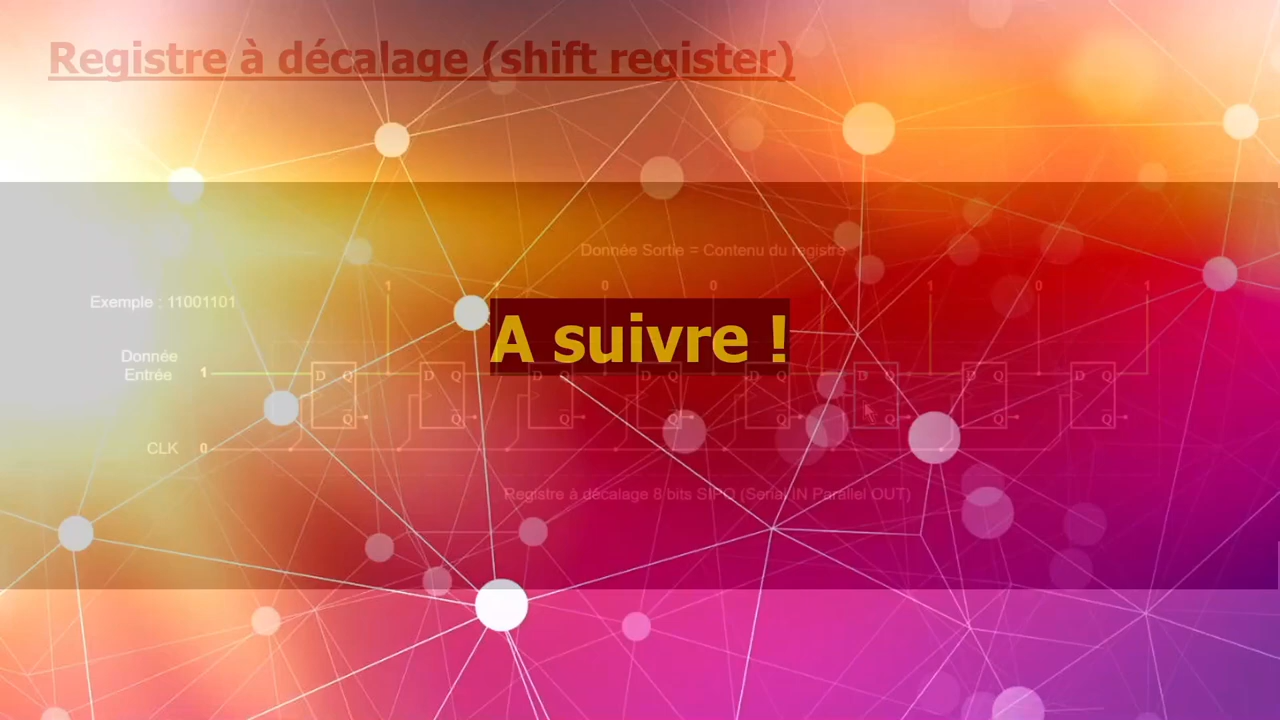 Registre à décalage (shift register)
Donnée Sortie = Contenu du registre
1 0 0 1 0 1
Exemple : 11001101
A suivre !
Donnée
Entrée 1
D Q D Q D Q D Q D Q D Q D Q D Q
Q Q Q Q Q Q Q Q
CLK 0
Registre à décalage 8 bits SIPO (Serial IN Parallel OUT)